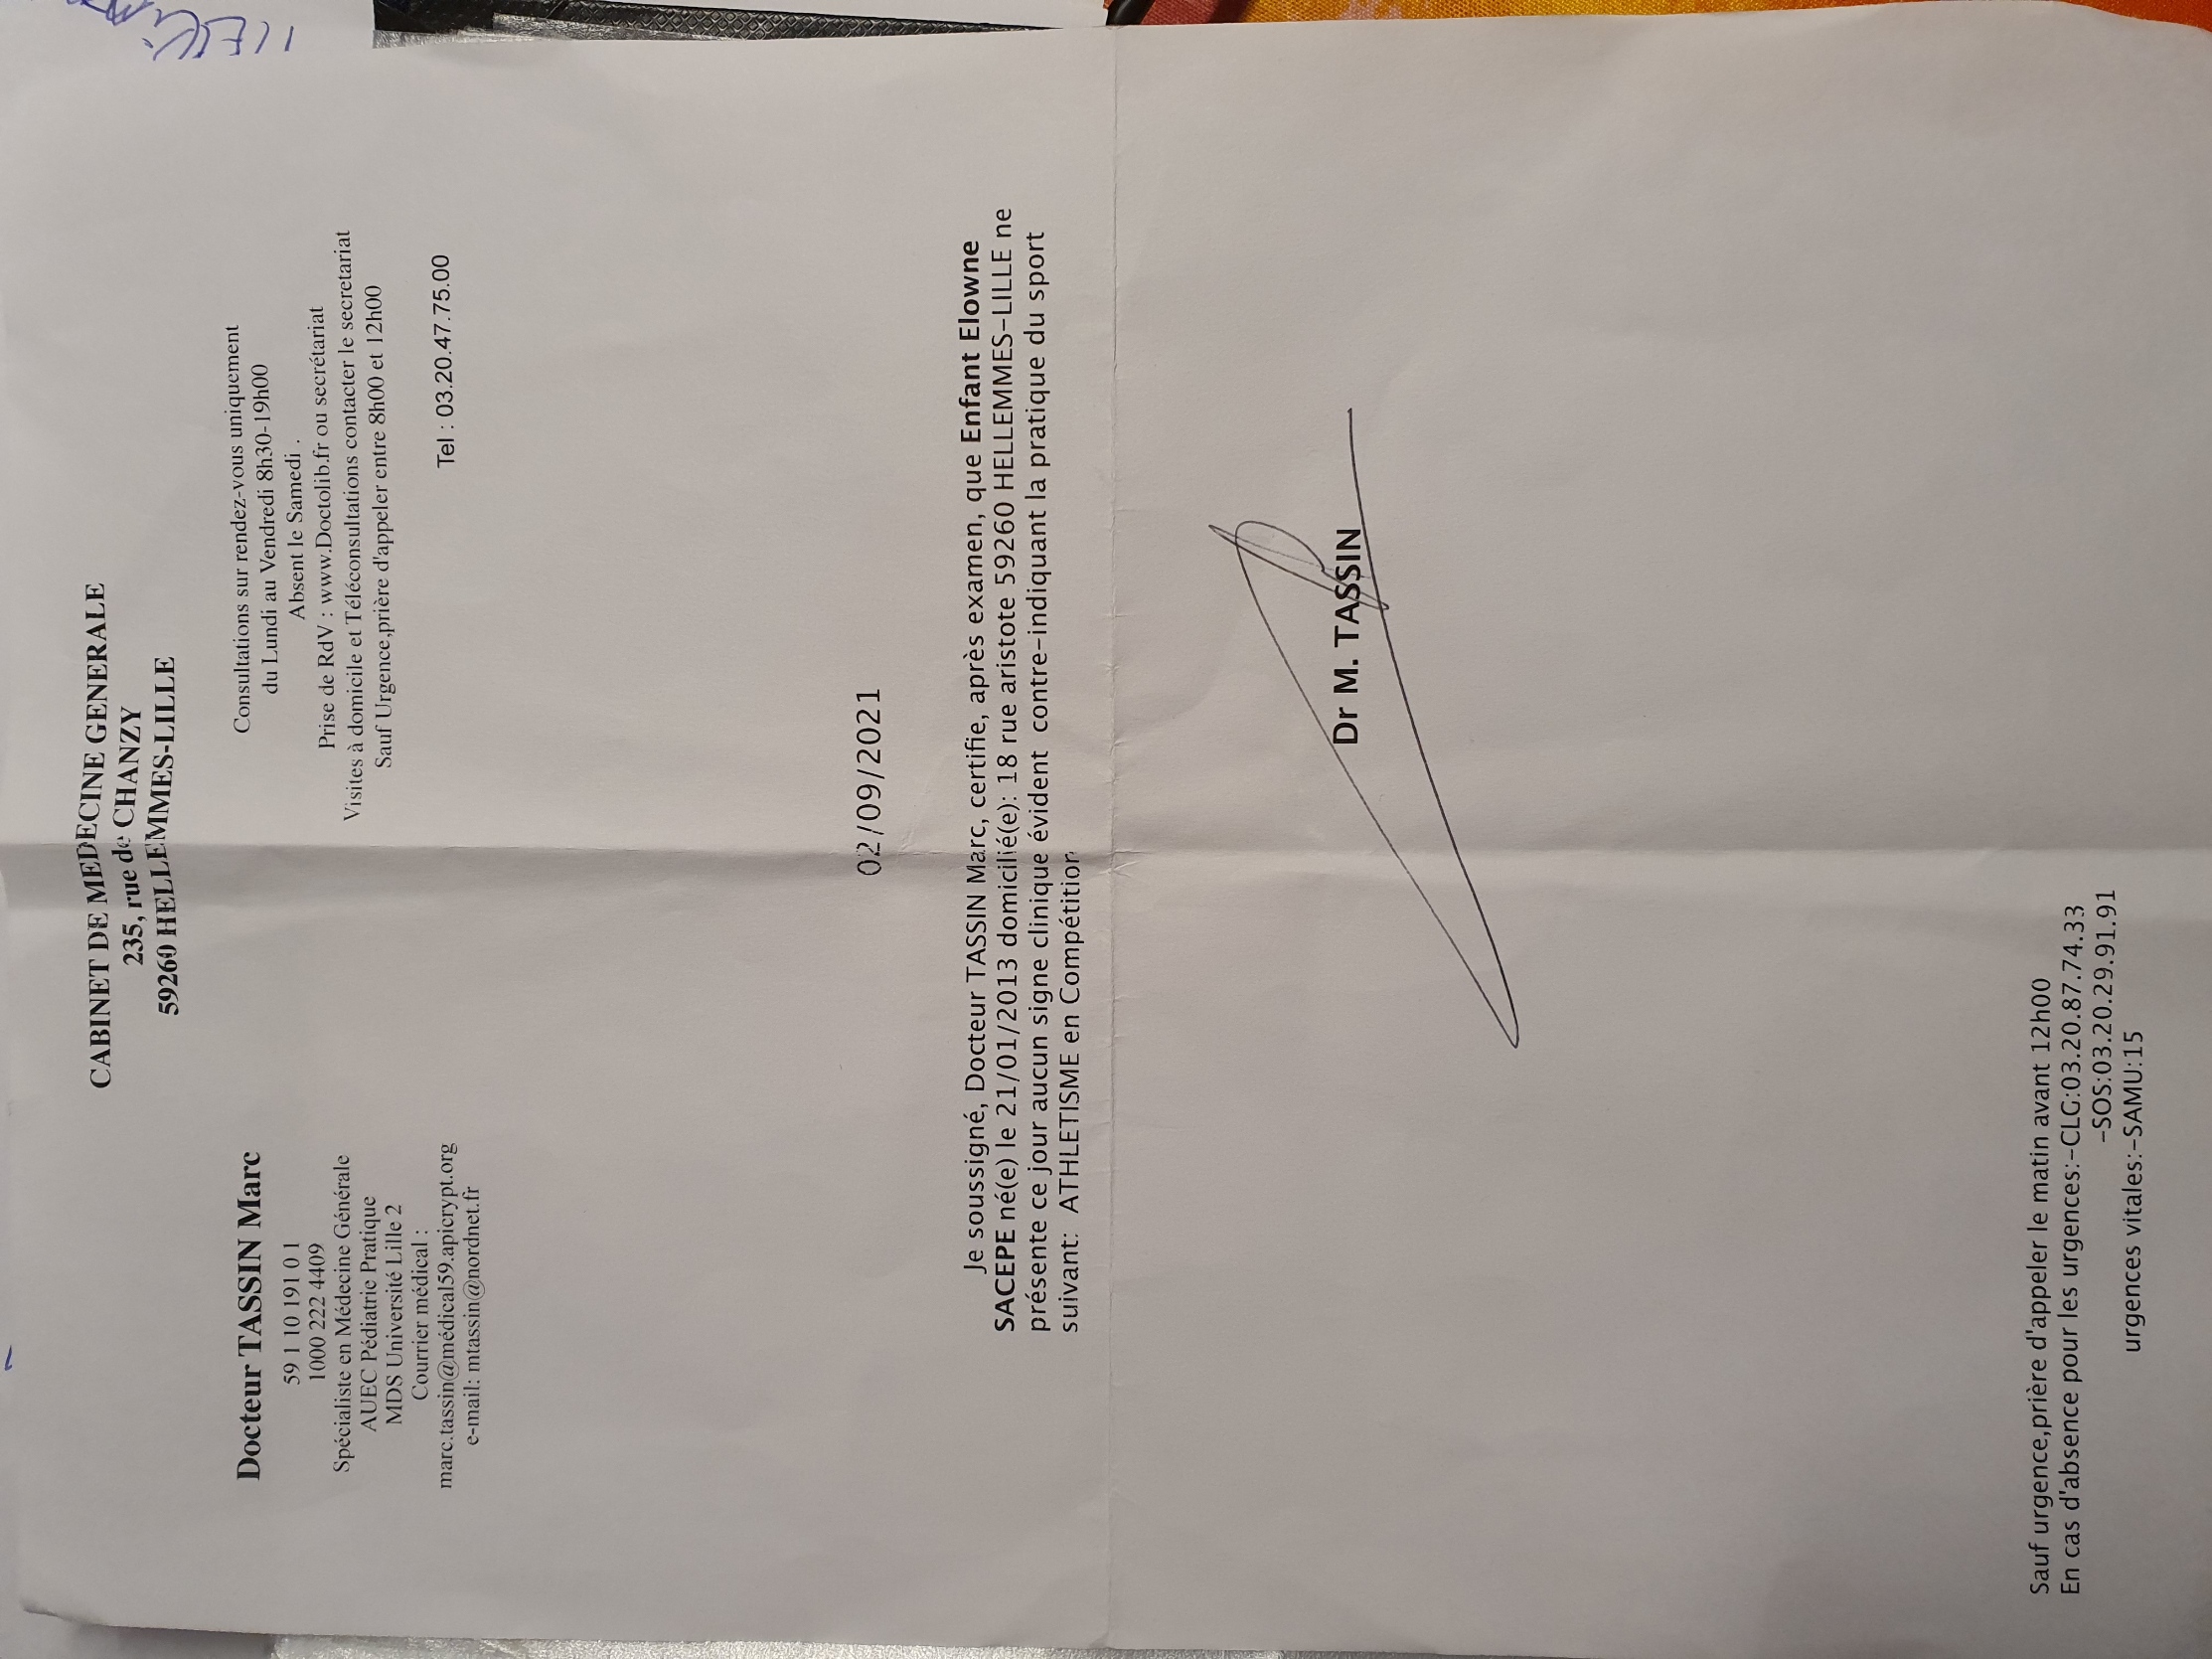 CABINET DE MEDECINE GENERALE
235, rue de CHANZY
59260 HELLEMMES-LILLE
Docteur TASSIN Marc
59 1 10 191 0 1
1000 222 4409
Spécialiste en Médecine Générale
AUEC Pédiatrie Pratique
MDS Université Lille 2
Courrier médical :
marc.tassin@médical59.apicrypt.org
e-mail: mtassin@nordnet.fr
Consultations sur rendez-vous uniquement
du Lundi au Vendredi 8h30-19h00
Absent le Samedi .
Prise de RdV : www.Doctolib.fr ou secrétariat
Visites à domicile et Téléconsultations contacter le secretariat
Sauf Urgence,prière d'appeler entre 8h00 et 12h00
Tel : 03.20.47.75.00
02/09/2021
Je soussigné, Docteur TASSIN Marc, certifie, après examen, que Enfant Elowne
SACEPE né(e) le 21/01/2013 domicilié(e): 18 rue aristote 59260 HELLEMMES-LILLE ne
présente ce jour aucun signe clinique évident contre-indiquant la pratique du sport
suivant: ATHLETISME en Compétition
Dr M. TASSIN
Sauf urgence,prière d'appeler le matin avant 12h00
En cas d'absence pour les urgences:-CLG:03.20.87.74.33
-SOS:03.20.29.91.91
urgences vitales:-SAMU:15